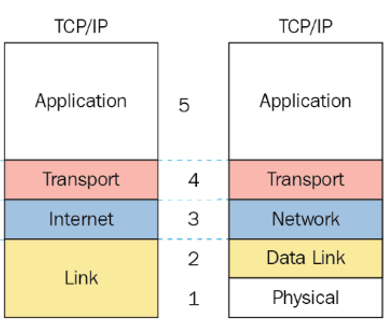 TCP/IP TCP/IP
Application 5 Application
Transport 4 Transport
Internet 3 Network
2 Data Link
Link
1 Physical